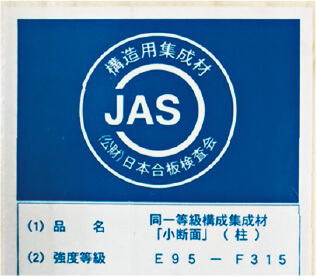 構造用集成材
JAS
(公財)日本合板検査会
(1) 品 名 同一等級構成集成材
「小断面」（柱）
(2) 強度等級 E95－F315